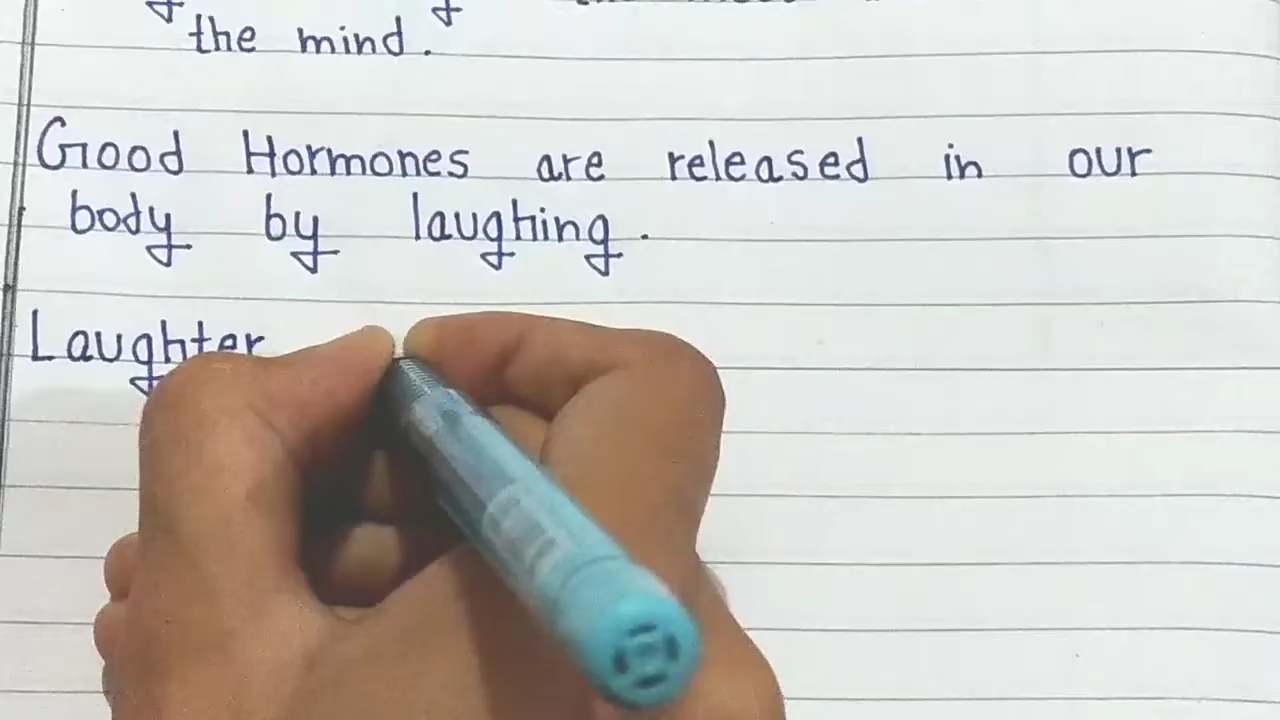 the mind.
Good Hormones are released in our
body by laughing.
Laughter